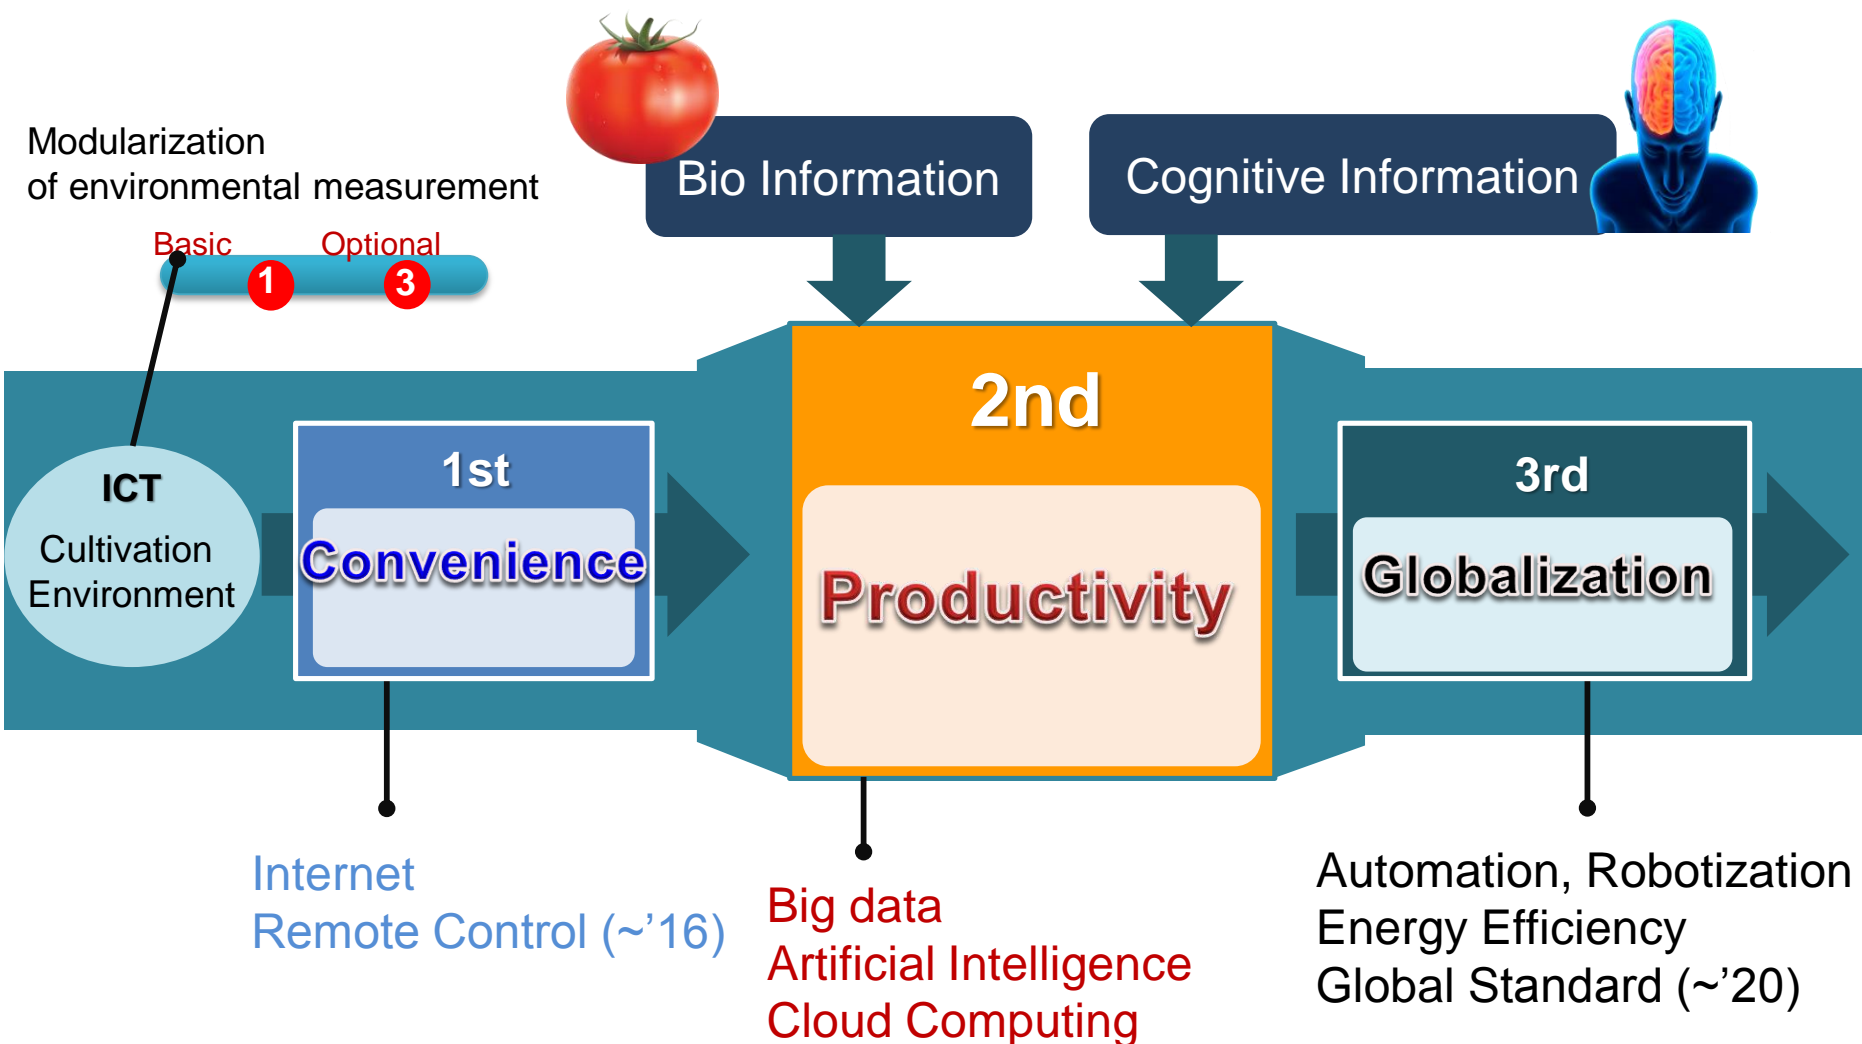 Modularization
of environmental measurement
Basic
Optional
1
3
Bio Information
Cognitive Information
ICT
Cultivation
Environment
1st
Convenience
2nd
Productivity
3rd
Globalization
Internet
Remote Control (~’16)
Big data
Artificial Intelligence
Cloud Computing
Automation, Robotization
Energy Efficiency
Global Standard (~’20)